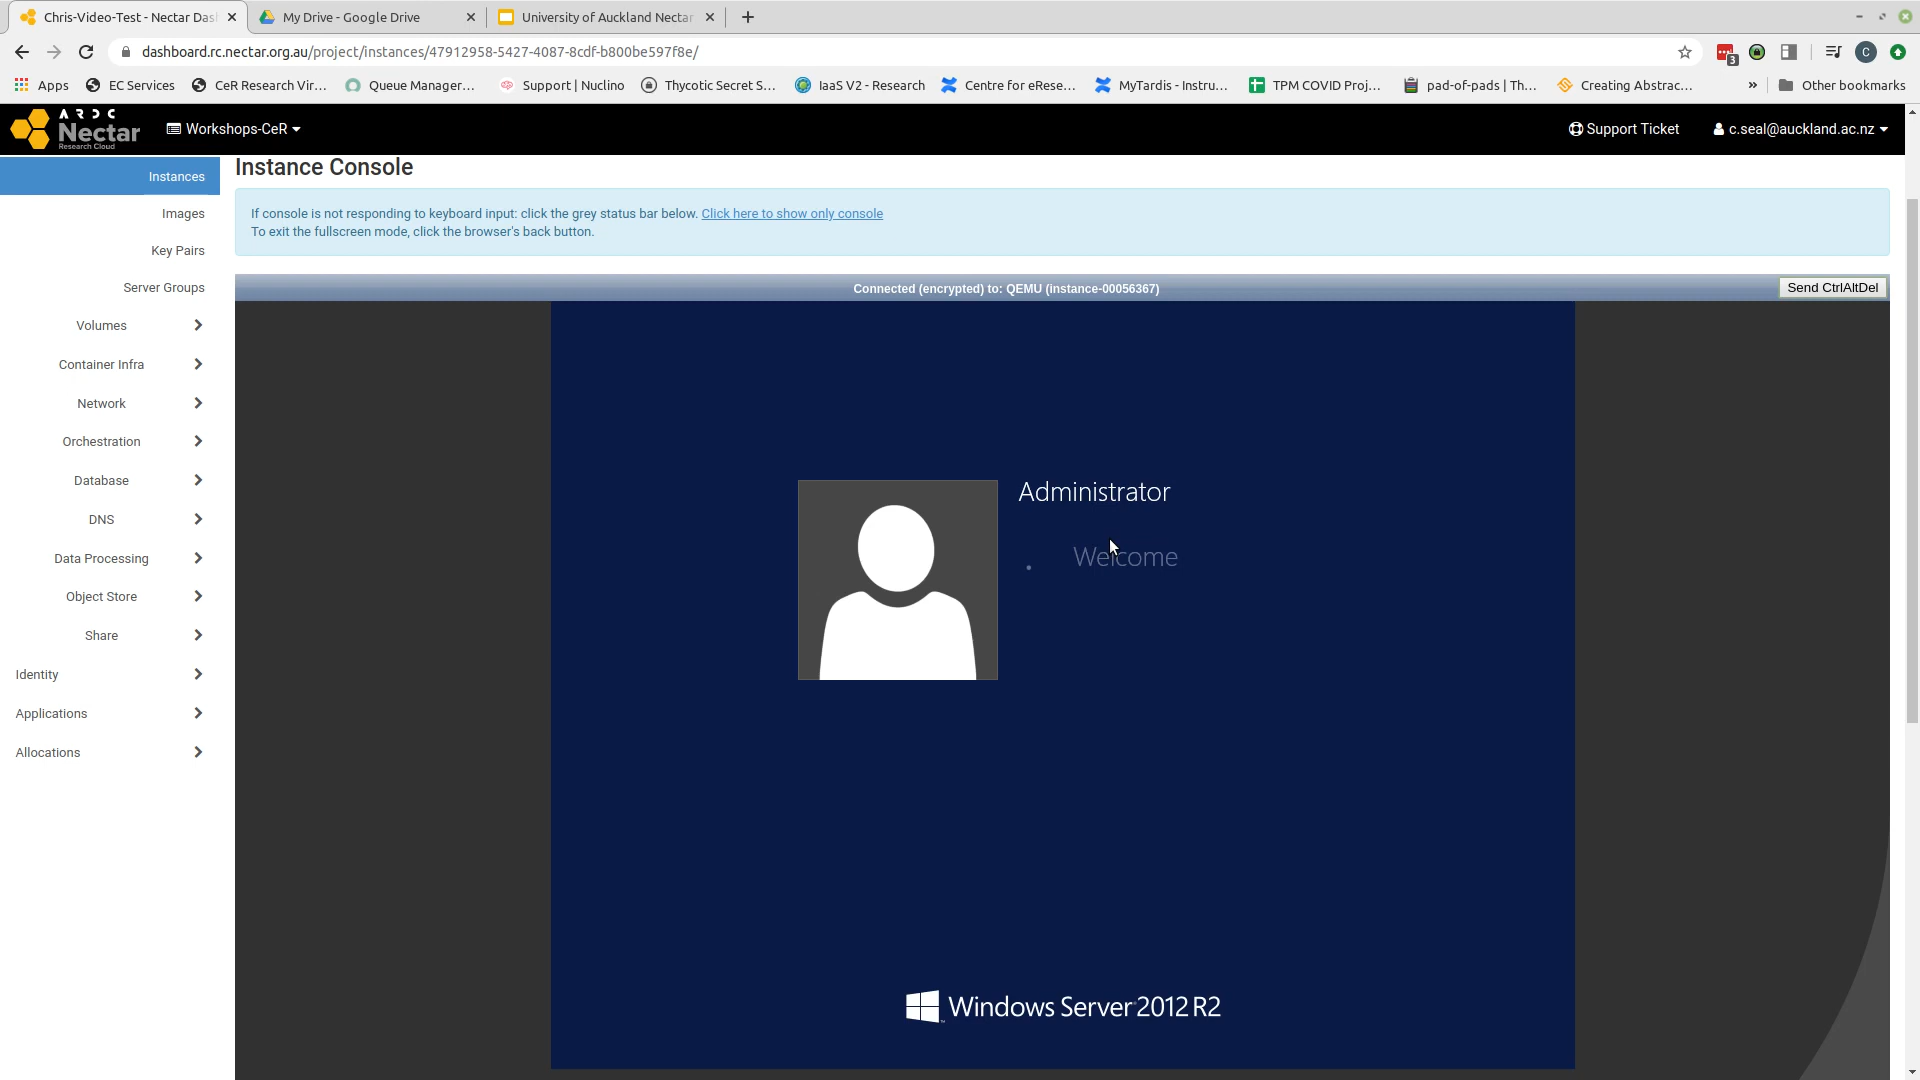 Chris-Video-Test - Nectar Das
My Drive - Google Drive
University of Auckland Nectar
dashboard.rc.nectar.org.au/project/instances/47912958-5427-4087-8cdf-b800be597f8e/
3
C
Apps
EC Services
CeR Research Vir...
Queue Manager...
Support | Nuclino
Thycotic Secret S...
IaaS V2 - Research
Centre for eRese...
MyTardis - Instru...
TPM COVID Proj...
pad-of-pads | Th...
Creating Abstrac...
»
Other bookmarks
ARDC
Nectar
Research Cloud
Workshops-CeR
Support Ticket
c.seal@auckland.ac.nz
Instances
Images
Key Pairs
Server Groups
Volumes
Container Infra
Network
Orchestration
Database
DNS
Data Processing
Object Store
Share
Identity
Applications
Allocations
Instance Console
If console is not responding to keyboard input: click the grey status bar below. Click here to show only console
To exit the fullscreen mode, click the browser's back button.
Connected (encrypted) to: QEMU (instance-00056367)
Send CtrlAltDel
Administrator
Welcome
Windows Server 2012 R2